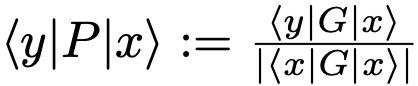 ⟨y|P|x⟩ := ⟨y|G|x⟩ / |⟨x|G|x⟩|